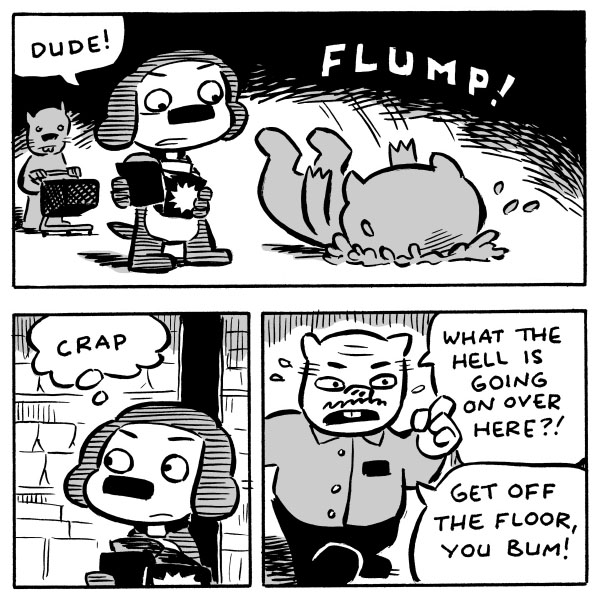 DUDE!
FLUMP!
CRAP
WHAT THE
HELL IS
GOING
ON OVER
HERE?!
GET OFF
THE FLOOR,
YOU BUM!